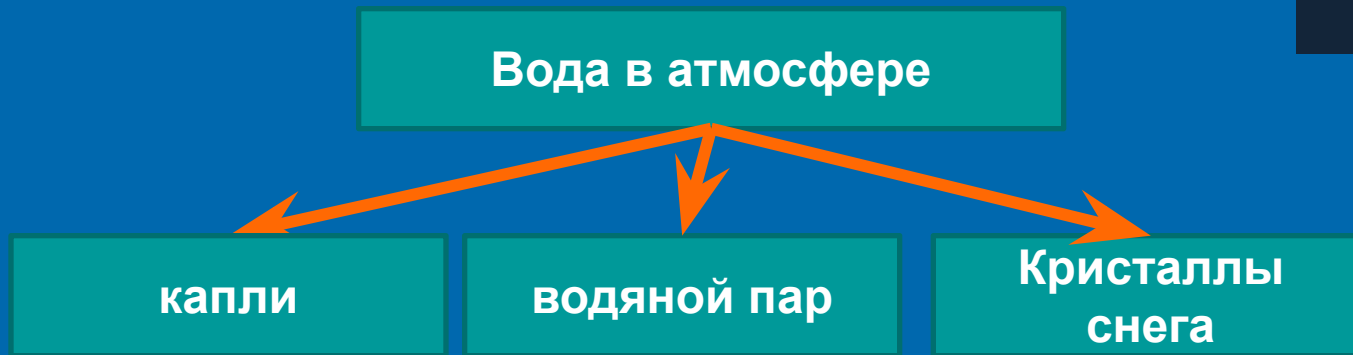 Вода в атмосфере
капли
водяной пар
Кристаллы
снега